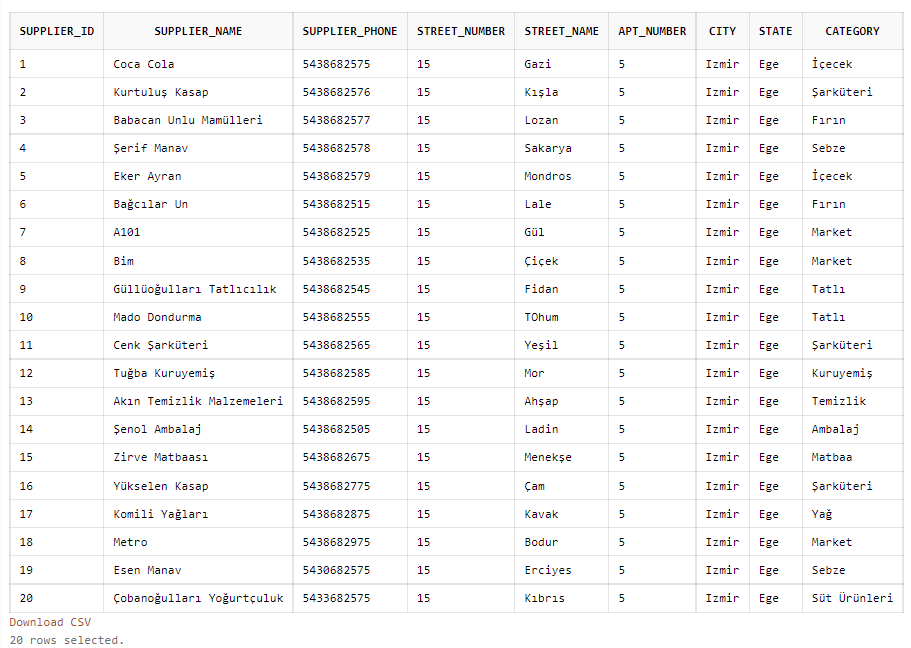 SUPPLIER_ID SUPPLIER_NAME SUPPLIER_PHONE STREET_NUMBER STREET_NAME APT_NUMBER CITY STATE CATEGORY
1 Coca Cola 5438682575 15 Gazi 5 Izmir Ege İçecek
2 Kurtuluş Kasap 5438682576 15 Kışla 5 Izmir Ege Şarküteri
3 Babacan Unlu Mamülleri 5438682577 15 Lozan 5 Izmir Ege Fırın
4 Şerif Manav 5438682578 15 Sakarya 5 Izmir Ege Sebze
5 Eker Ayran 5438682579 15 Mondros 5 Izmir Ege İçecek
6 Bağcılar Un 5438682515 15 Lale 5 Izmir Ege Fırın
7 A101 5438682525 15 Gül 5 Izmir Ege Market
8 Bim 5438682535 15 Çiçek 5 Izmir Ege Market
9 Güllüoğulları Tatlıcılık 5438682545 15 Fidan 5 Izmir Ege Tatlı
10 Mado Dondurma 5438682555 15 TOhum 5 Izmir Ege Tatlı
11 Cenk Şarküteri 5438682565 15 Yeşil 5 Izmir Ege Şarküteri
12 Tuğba Kuruyemiş 5438682585 15 Mor 5 Izmir Ege Kuruyemiş
13 Akın Temizlik Malzemeleri 5438682595 15 Ahşap 5 Izmir Ege Temizlik
14 Şenol Ambalaj 5438682505 15 Ladin 5 Izmir Ege Ambalaj
15 Zirve Matbaası 5438682675 15 Menekşe 5 Izmir Ege Matbaa
16 Yükselen Kasap 5438682775 15 Çam 5 Izmir Ege Şarküteri
17 Komili Yağları 5438682875 15 Kavak 5 Izmir Ege Yağ
18 Metro 5438682975 15 Bodur 5 Izmir Ege Market
19 Esen Manav 5430682575 15 Erciyes 5 Izmir Ege Sebze
20 Çobanoğulları Yoğurtçuluk 5433682575 15 Kıbrıs 5 Izmir Ege Süt Ürünleri
Download CSV
20 rows selected.